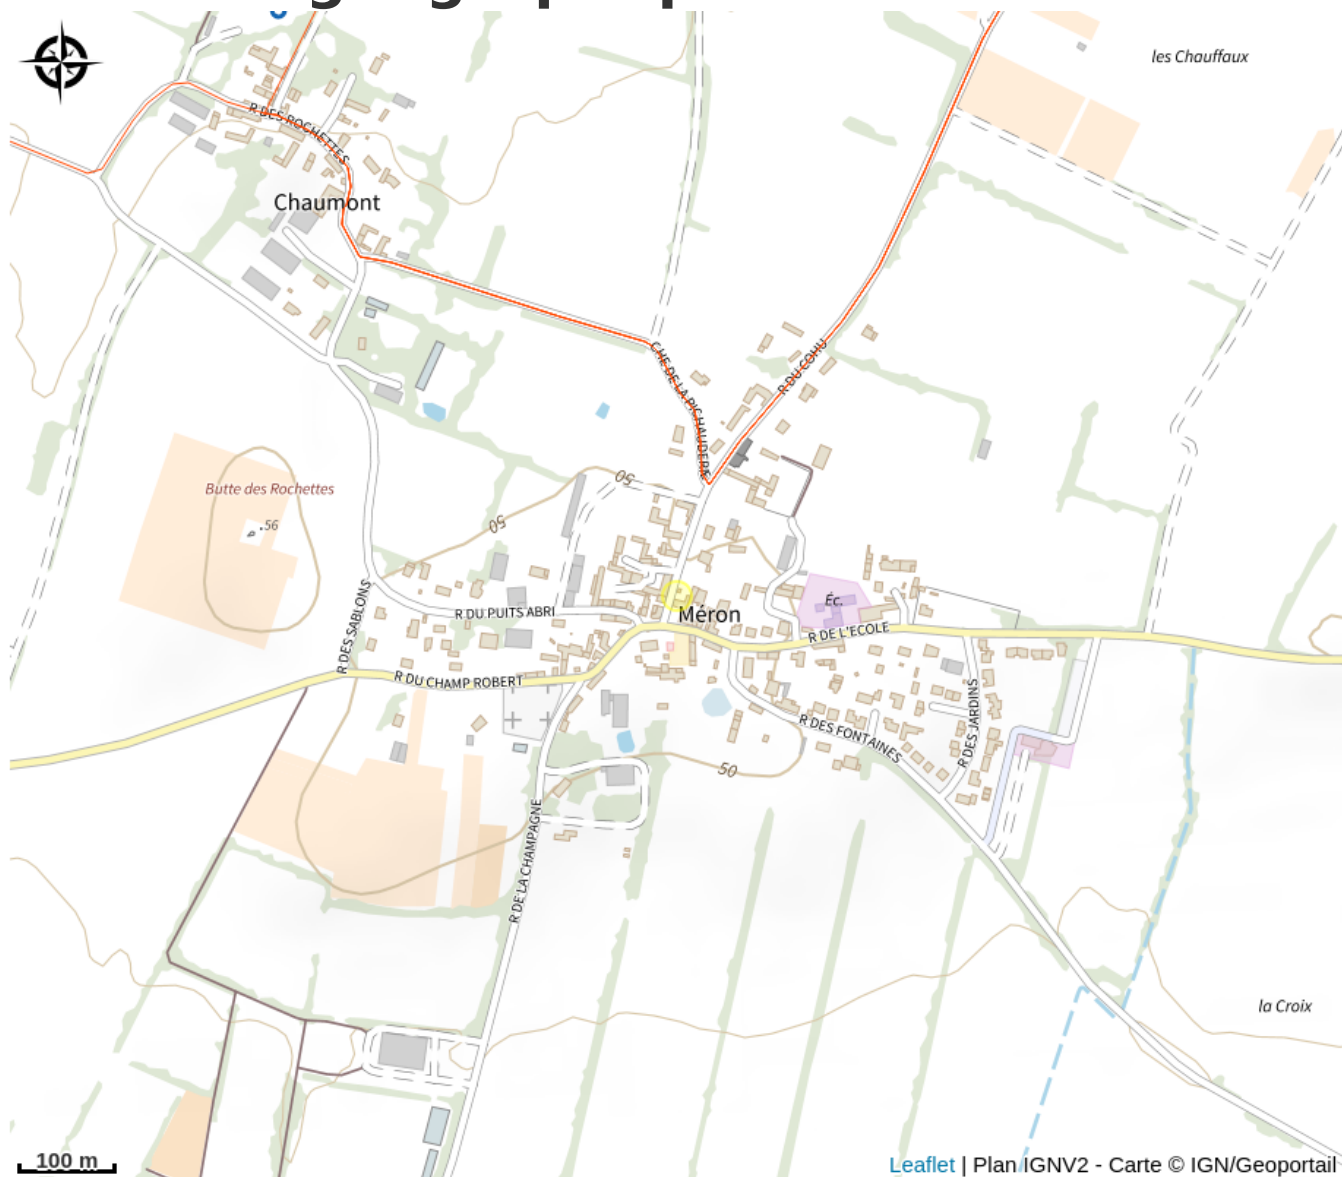 les Chauffaux
R DES ROCHETTES
Chaumont
CHE DE LA PICHAUDERIE
R DU COHU
50
Butte des Rochettes
.56
50
R DES SABLONS
R DU PUITS ABRI
Méron
Éc.
R DE L'ECOLE
R DU CHAMP ROBERT
R DES FONTAINES
R DES JARDINS
50
R DE LA CHAMPAGNE
la Croix
100 m
Leaflet | Plan IGNV2 - Carte © IGN/Geoportail